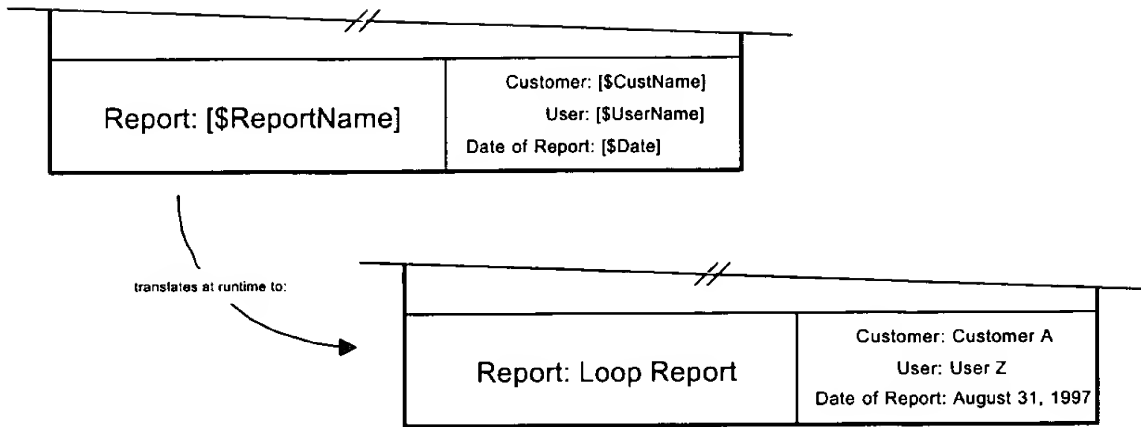 Report: [$ReportName]
Customer: [$CustName]
User: [$UserName]
Date of Report: [$Date]
translates at runtime to:
Report: Loop Report
Customer: Customer A
User: User Z
Date of Report: August 31, 1997